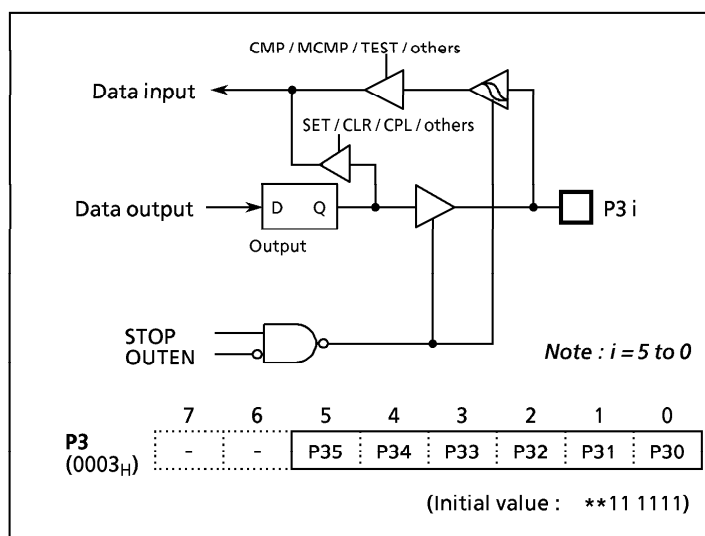 CMP / MCMP / TEST / others
Data input
SET / CLR / CPL / others
Data output
D Q
P3 i
Output
STOP
OUTEN
Note : i = 5 to 0
7 6 5 4 3 2 1 0
P3
(0003H)
- - P35 P34 P33 P32 P31 P30
(Initial value : **11 1111)